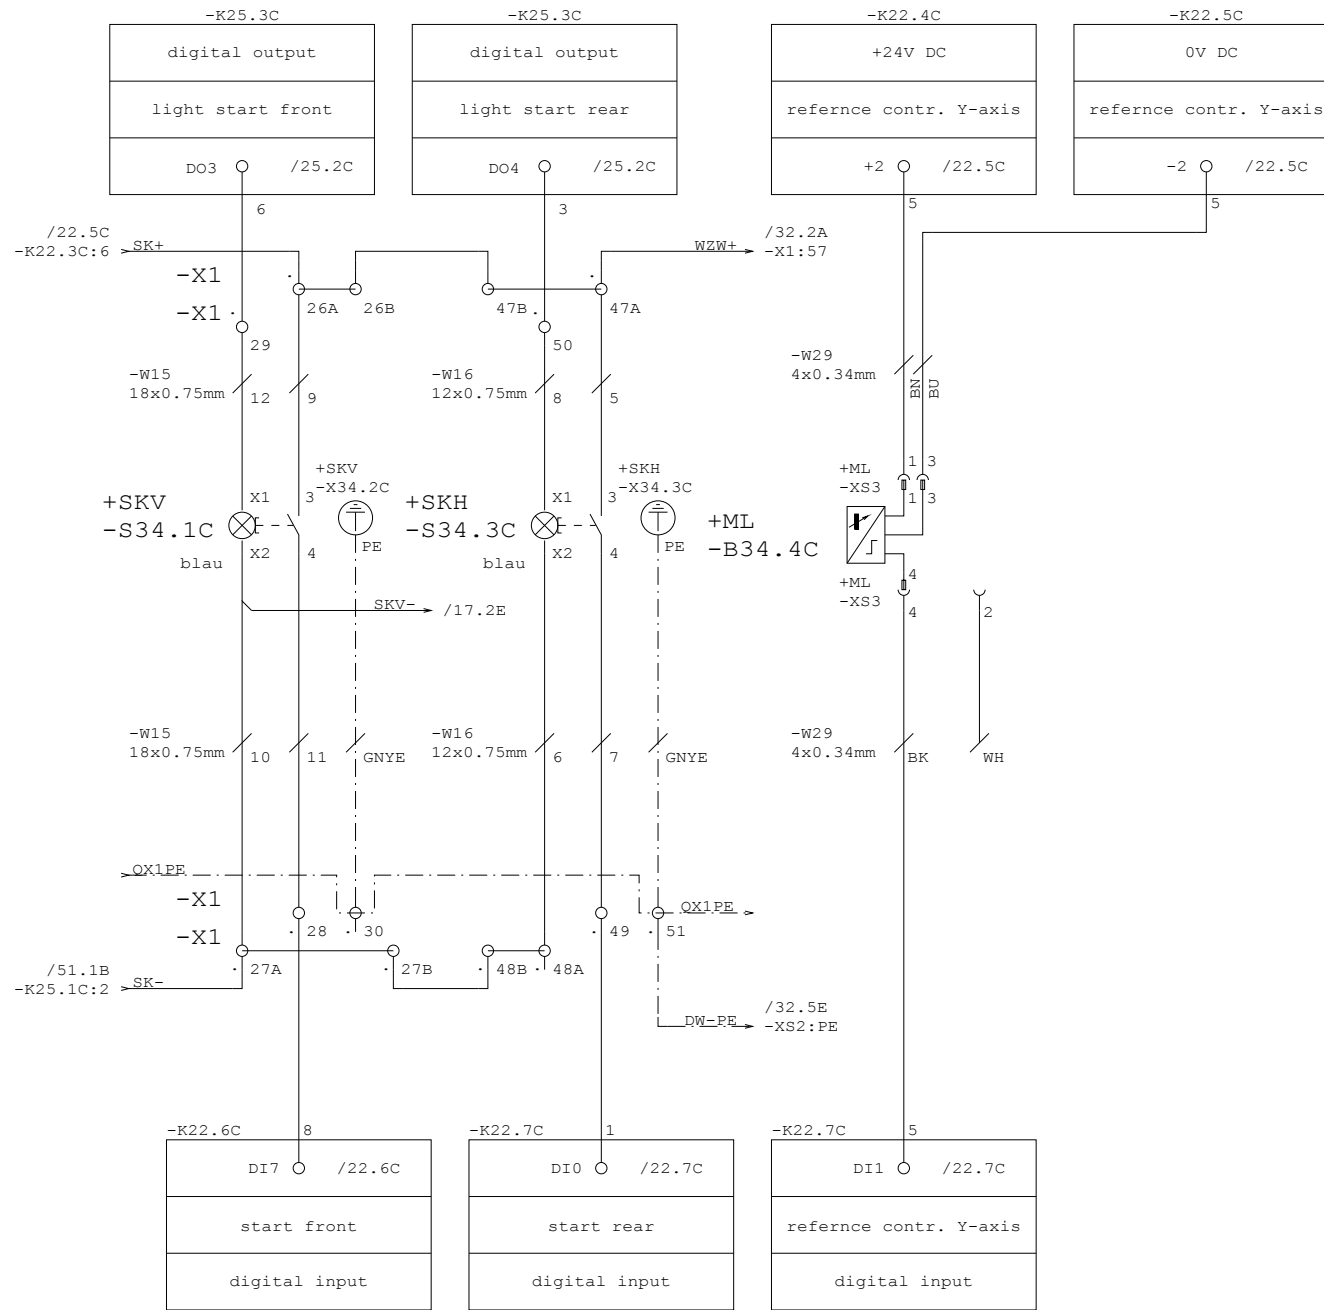 -K25.3C
-K25.3C
-K22.4C
-K22.5C
digital output
digital output
+24V DC
0V DC
light start front
light start rear
refernce contr. Y-axis
refernce contr. Y-axis
DO3 /25.2C
DO4 /25.2C
+2 /22.5C
-2 /22.5C
6
3
5
5
/22.5C
-K22.3C:6
SK+
WZW+
/32.2A
-X1:57
-X1
26A
26B
47B
47A
-X1
29
50
-W15
18x0.75mm
12
9
-W16
12x0.75mm
8
5
-W29
4x0.34mm
BN
BU
+SKV
-X34.2C
+SKH
-X34.3C
+ML
-XS3
1
3
1
3
+SKV
-S34.1C
X1
3
X2
4
blau
PE
+SKH
-S34.3C
X1
3
X2
4
blau
PE
+ML
-B34.4C
+ML
-XS3
4
4
2
SKV-
/17.2E
-W15
18x0.75mm
10
11
GNYE
-W16
12x0.75mm
6
7
GNYE
-W29
4x0.34mm
BK
WH
QX1PE
QX1PE
-X1
28
30
49
51
-X1
27A
27B
48B
48A
/51.1B
-K25.1C:2
SK-
DW-PE
/32.5E
-XS2:PE
-K22.6C
8
-K22.7C
1
-K22.7C
5
DI7 /22.6C
DI0 /22.7C
DI1 /22.7C
start front
start rear
refernce contr. Y-axis
digital input
digital input
digital input